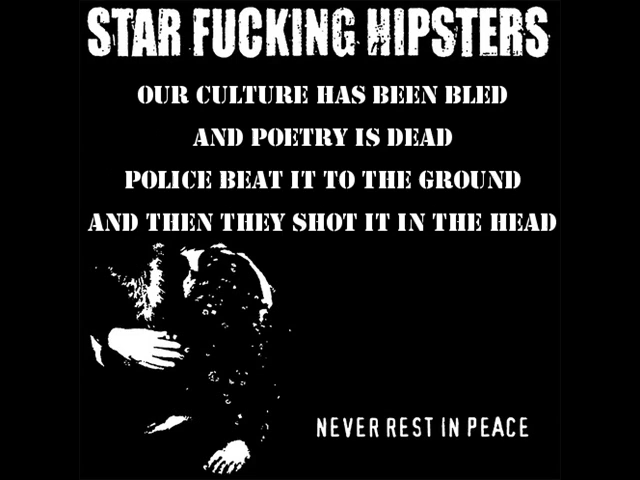 STAR FUCKING HIPSTERS
OUR CULTURE HAS BEEN BLED
AND POETRY IS DEAD
POLICE BEAT IT TO THE GROUND
AND THEN THEY SHOT IT IN THE HEAD
NEVER REST IN PEACE